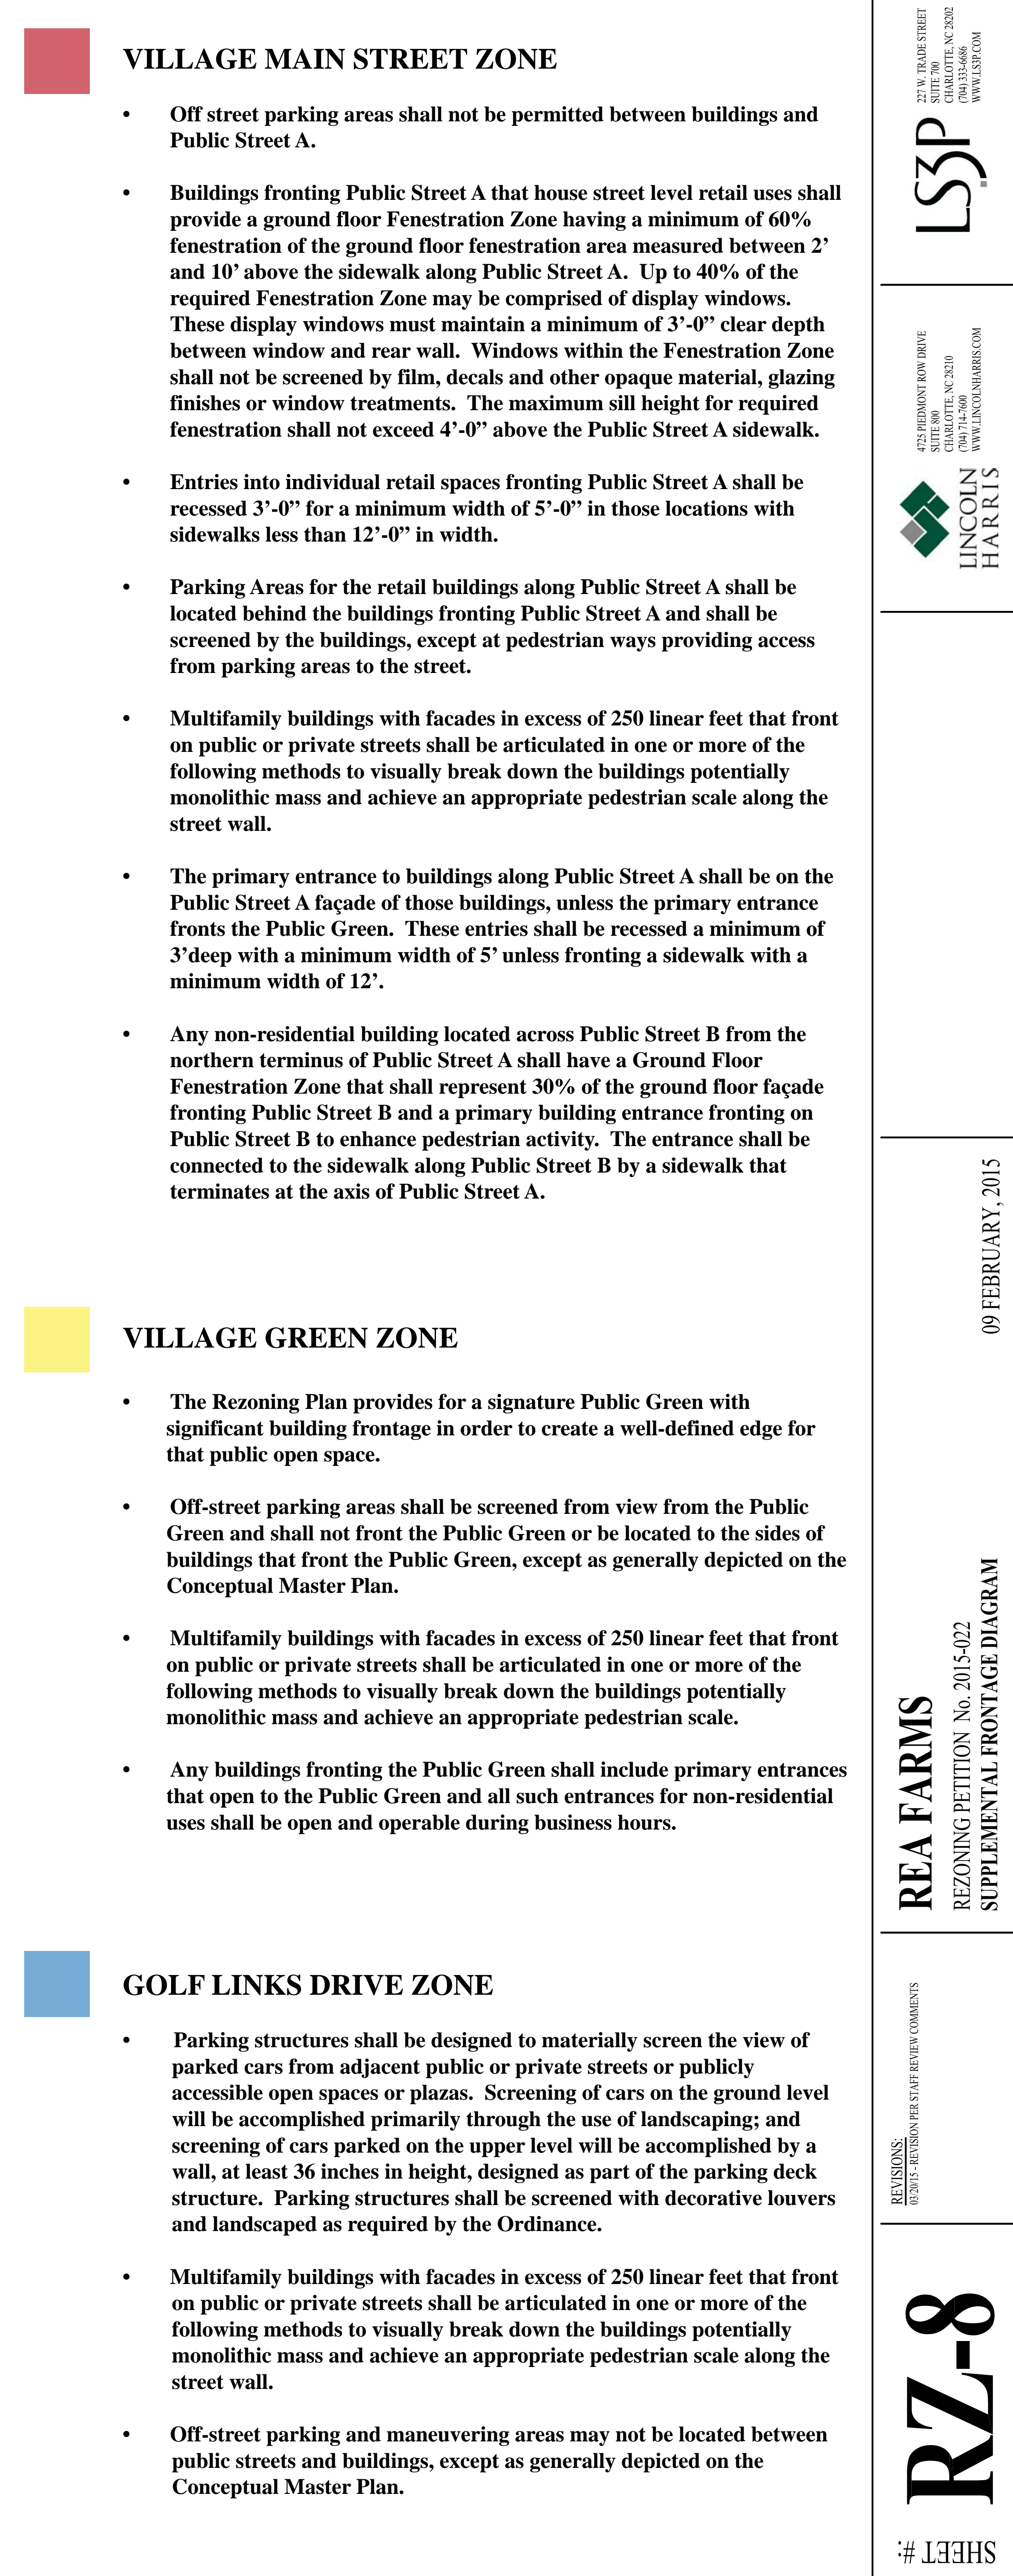 VILLAGE MAIN STREET ZONE
• Off street parking areas shall not be permitted between buildings and
Public Street A.
• Buildings fronting Public Street A that house street level retail uses shall
provide a ground floor Fenestration Zone having a minimum of 60%
fenestration of the ground floor fenestration area measured between 2’
and 10’ above the sidewalk along Public Street A.  Up to 40% of the
required Fenestration Zone may be comprised of display windows.
These display windows must maintain a minimum of 3’-0” clear depth
between window and rear wall.  Windows within the Fenestration Zone
shall not be screened by film, decals and other opaque material, glazing
finishes or window treatments.  The maximum sill height for required
fenestration shall not exceed 4’-0” above the Public Street A sidewalk.
• Entries into individual retail spaces fronting Public Street A shall be
recessed 3’-0” for a minimum width of 5’-0” in those locations with
sidewalks less than 12’-0” in width.
• Parking Areas for the retail buildings along Public Street A shall be
located behind the buildings fronting Public Street A and shall be
screened by the buildings, except at pedestrian ways providing access
from parking areas to the street.
• Multifamily buildings with facades in excess of 250 linear feet that front
on public or private streets shall be articulated in one or more of the
following methods to visually break down the buildings potentially
monolithic mass and achieve an appropriate pedestrian scale along the
street wall.
• The primary entrance to buildings along Public Street A shall be on the
Public Street A façade of those buildings, unless the primary entrance
fronts the Public Green.  These entries shall be recessed a minimum of
3’deep with a minimum width of 5’ unless fronting a sidewalk with a
minimum width of 12’.
• Any non-residential building located across Public Street B from the
northern terminus of Public Street A shall have a Ground Floor
Fenestration Zone that shall represent 30% of the ground floor façade
fronting Public Street B and a primary building entrance fronting on
Public Street B to enhance pedestrian activity.  The entrance shall be
connected to the sidewalk along Public Street B by a sidewalk that
terminates at the axis of Public Street A.
VILLAGE GREEN ZONE
• The Rezoning Plan provides for a signature Public Green with
significant building frontage in order to create a well-defined edge for
that public open space.
• Off-street parking areas shall be screened from view from the Public
Green and shall not front the Public Green or be located to the sides of
buildings that front the Public Green, except as generally depicted on the
Conceptual Master Plan.
• Multifamily buildings with facades in excess of 250 linear feet that front
on public or private streets shall be articulated in one or more of the
following methods to visually break down the buildings potentially
monolithic mass and achieve an appropriate pedestrian scale.
• Any buildings fronting the Public Green shall include primary entrances
that open to the Public Green and all such entrances for non-residential
uses shall be open and operable during business hours.
GOLF LINKS DRIVE ZONE
• Parking structures shall be designed to materially screen the view of
parked cars from adjacent public or private streets or publicly
accessible open spaces or plazas.  Screening of cars on the ground level
will be accomplished primarily through the use of landscaping; and
screening of cars parked on the upper level will be accomplished by a
wall, at least 36 inches in height, designed as part of the parking deck
structure.  Parking structures shall be screened with decorative louvers
and landscaped as required by the Ordinance.
• Multifamily buildings with facades in excess of 250 linear feet that front
on public or private streets shall be articulated in one or more of the
following methods to visually break down the buildings potentially
monolithic mass and achieve an appropriate pedestrian scale along the
street wall.
• Off-street parking and maneuvering areas may not be located between
public streets and buildings, except as generally depicted on the
Conceptual Master Plan.
LS3P
227 W. TRADE STREET
SUITE 700
CHARLOTTE, NC 28202
(704) 333-6686
WWW.LS3P.COM
LINCOLN
HARRIS
4725 PIEDMONT ROW DRIVE
SUITE 800
CHARLOTTE, NC 28210
(704) 714-7600
WWW.LINCOLNHARRIS.COM
09 FEBRUARY, 2015
REA FARMS
REZONING PETITION  No. 2015-022
SUPPLEMENTAL FRONTAGE DIAGRAM
REVISIONS:
03/20/15 - REVISION PER STAFF REVIEW COMMENTS
RZ-8
SHEET #: